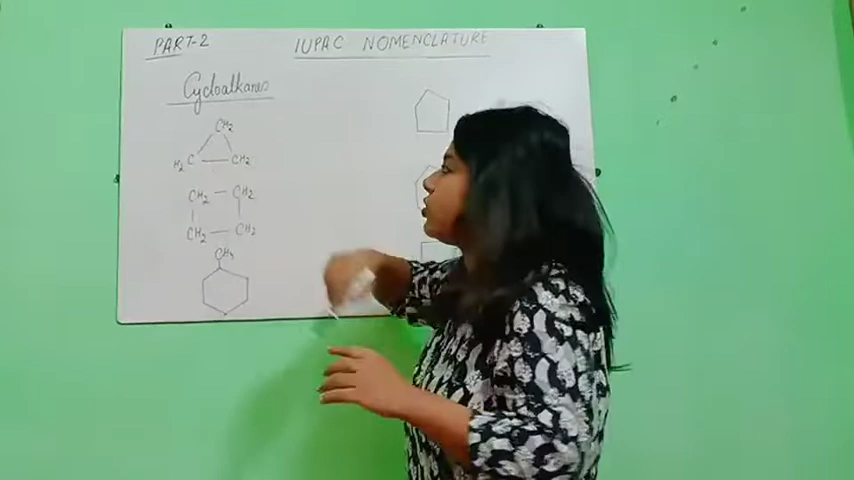 PART-2
IUPAC NOMENCLATURE
Cycloalkanes
CH2
H2C CH2
CH2 — CH2
CH2 — CH2
CH3